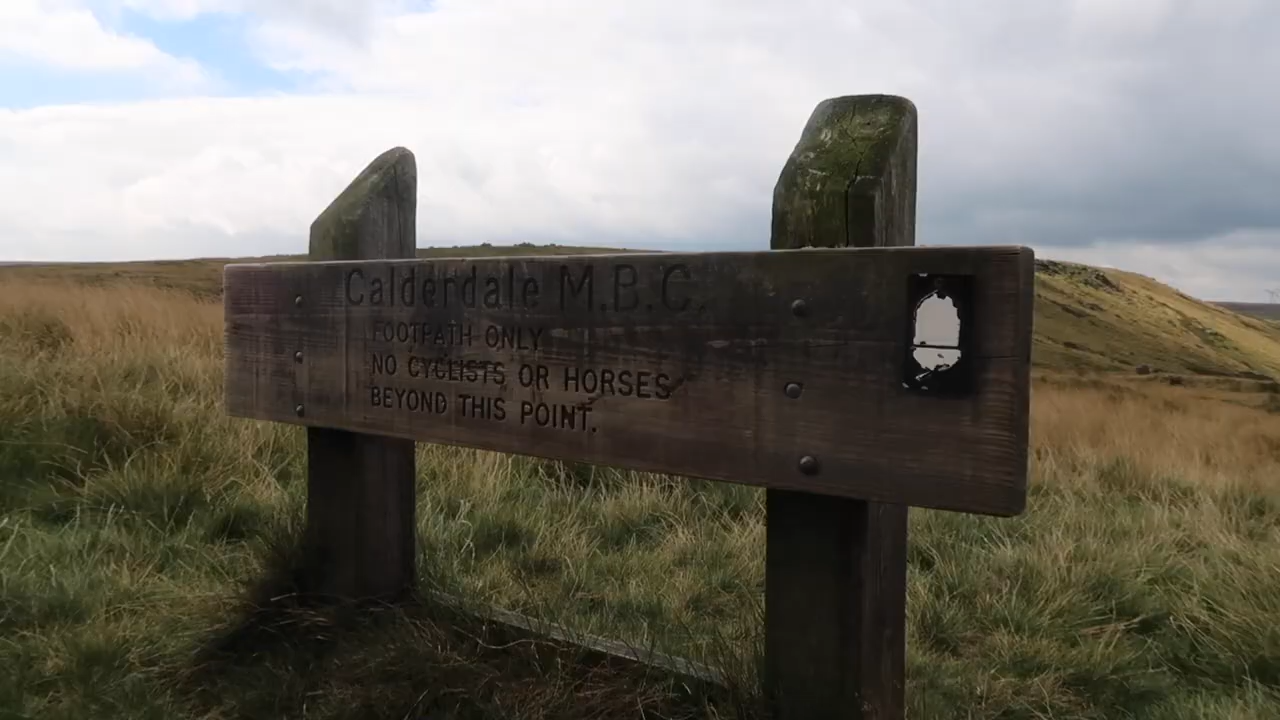 Calderdale M.B.C.
FOOTPATH ONLY
NO CYCLISTS OR HORSES
BEYOND THIS POINT.